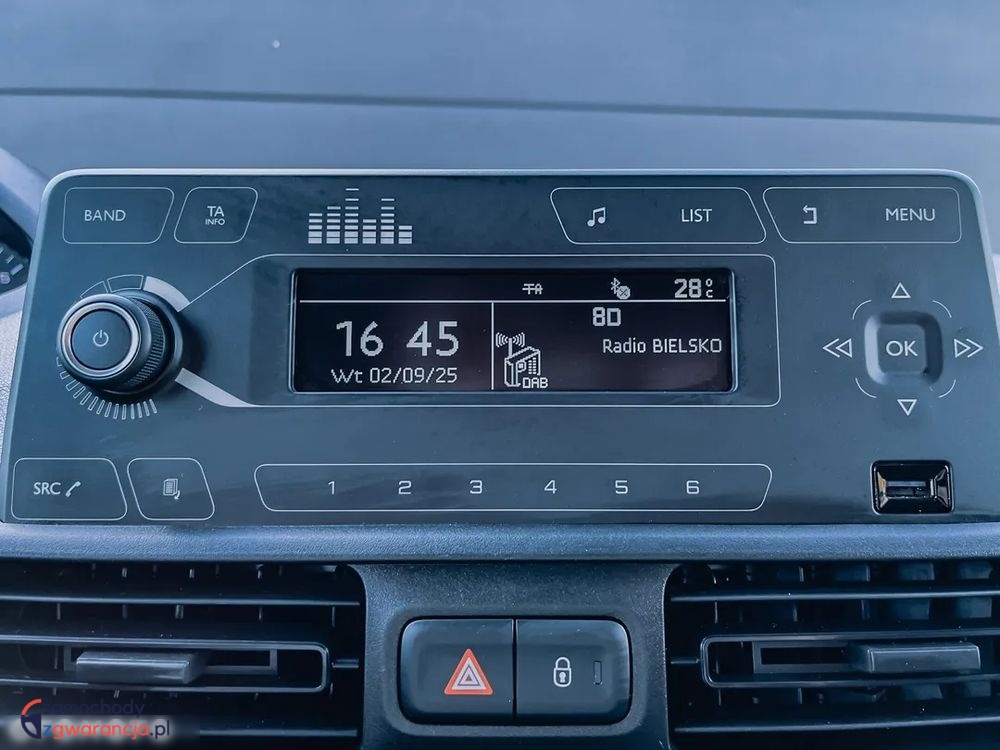 BAND
TA
INFO
LIST
MENU
TA
28°C
16 45
8D
Radio BIELSKO
Wt 02/09/25
DAB
OK
SRC
1 2 3 4 5 6
samochody
zgwarancja.pl